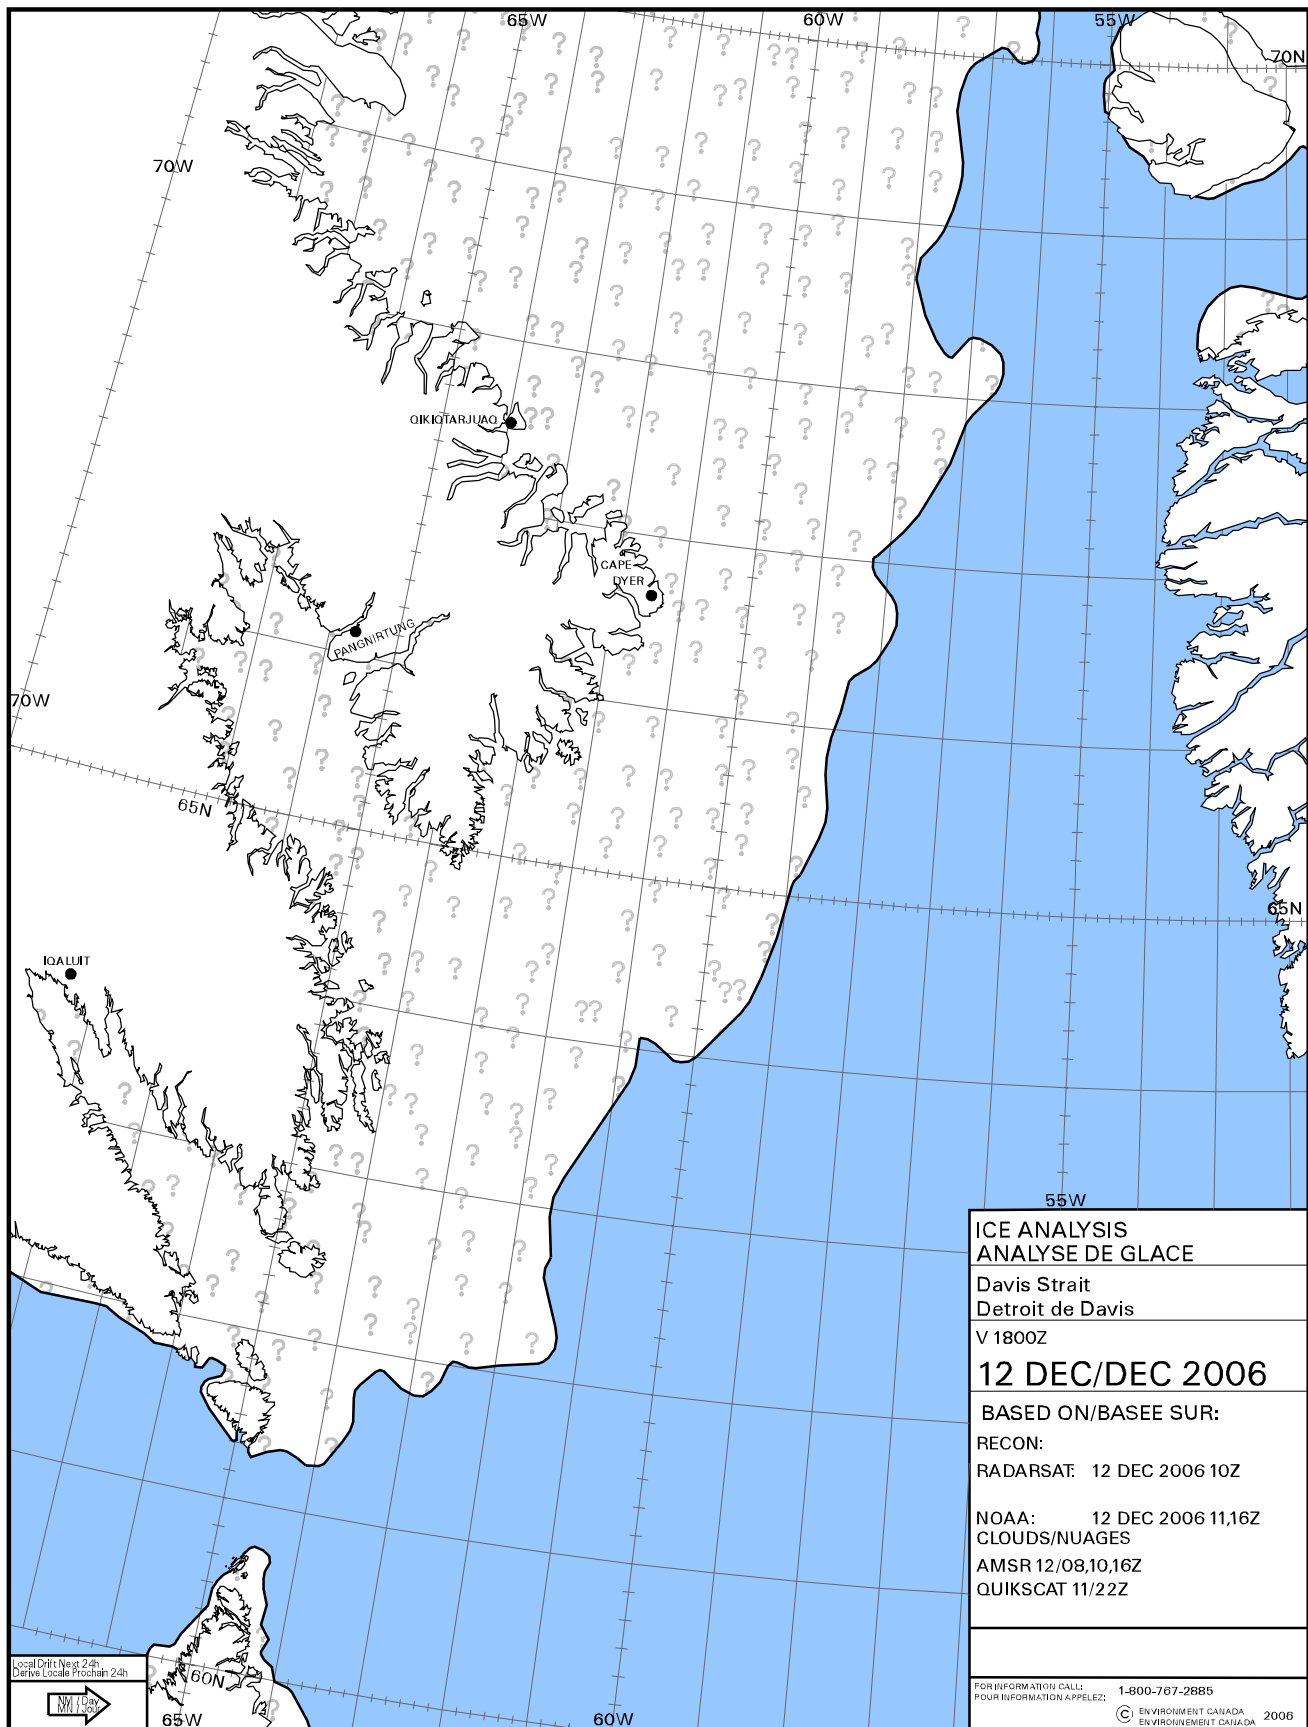 65W
60W
55W
70N
70W
QIKIQTARJUAQ
CAPE
DYER
PANGNIRTUNG
70W
65N
65N
IQALUIT
55W
ICE ANALYSIS
ANALYSE DE GLACE
Davis Strait
Detroit de Davis
V 1800Z
12 DEC/DEC 2006
BASED ON/BASEE SUR:
RECON:
RADARSAT: 12 DEC 2006 10Z
NOAA: 12 DEC 2006 11,16Z
CLOUDS/NUAGES
AMSR 12/08,10,16Z
QUIKSCAT 11/22Z
Local Drift Next 24h
Derive Locale Prochain 24h
NM / Day
MN / Jour
60N
65W
60W
FOR INFORMATION CALL:
POUR INFORMATION APPELEZ:
1-800-767-2885
© ENVIRONMENT CANADA
ENVIRONNEMENT CANADA
2006